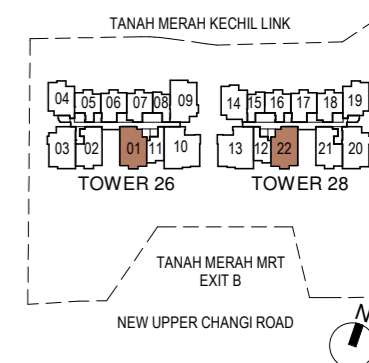 TANAH MERAH KECHIL LINK
04 05 06 07 08 09 14 15 16 17 18 19
03 02 01 11 10 13 12 22 21 20
TOWER 26 TOWER 28
TANAH MERAH MRT
EXIT B
NEW UPPER CHANGI ROAD
N